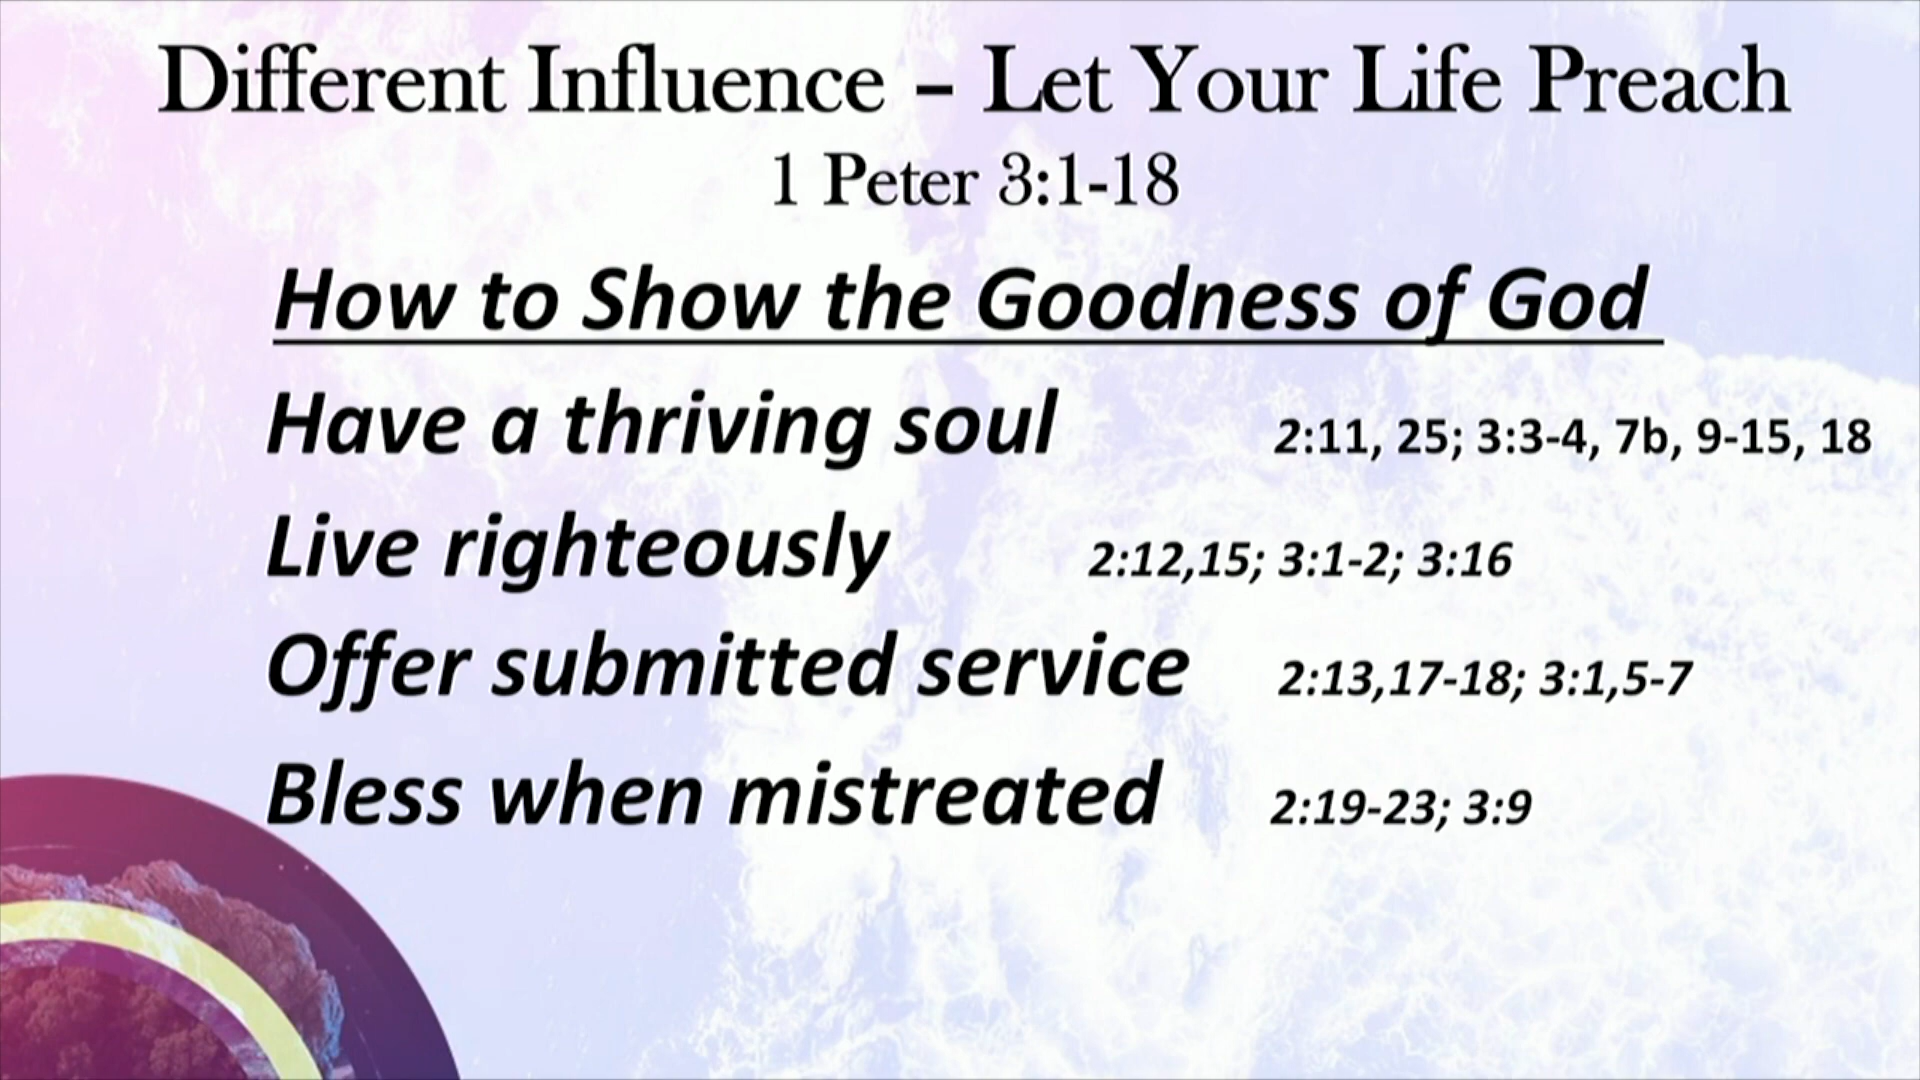 Different Influence – Let Your Life Preach
1 Peter 3:1-18
How to Show the Goodness of God
Have a thriving soul 2:11, 25; 3:3-4, 7b, 9-15, 18
Live righteously 2:12,15; 3:1-2; 3:16
Offer submitted service 2:13,17-18; 3:1,5-7
Bless when mistreated 2:19-23; 3:9